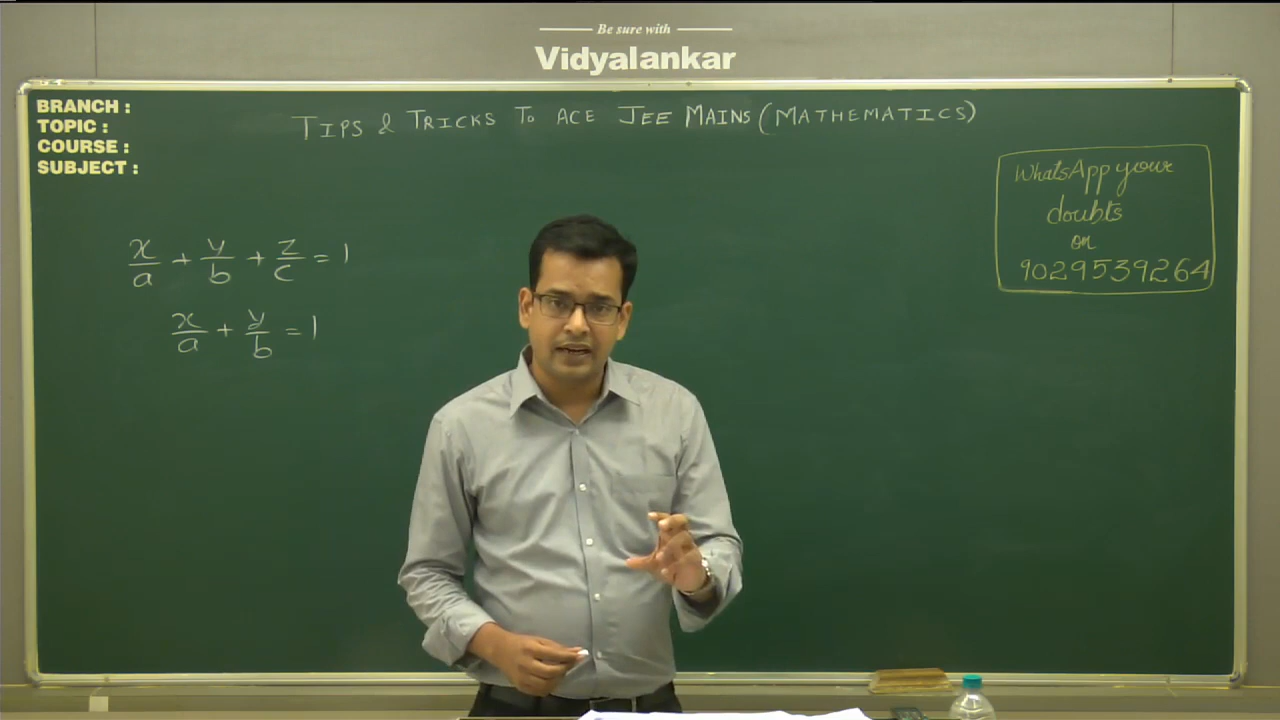 Be sure with
Vidyalankar
BRANCH :
TOPIC :
COURSE :
SUBJECT :
TIPS & TRICKS TO ACE JEE MAINS (MATHEMATICS)
WhatsApp your
doubts
on
9029539264
x/a + y/b + z/c = 1
x/a + y/b = 1